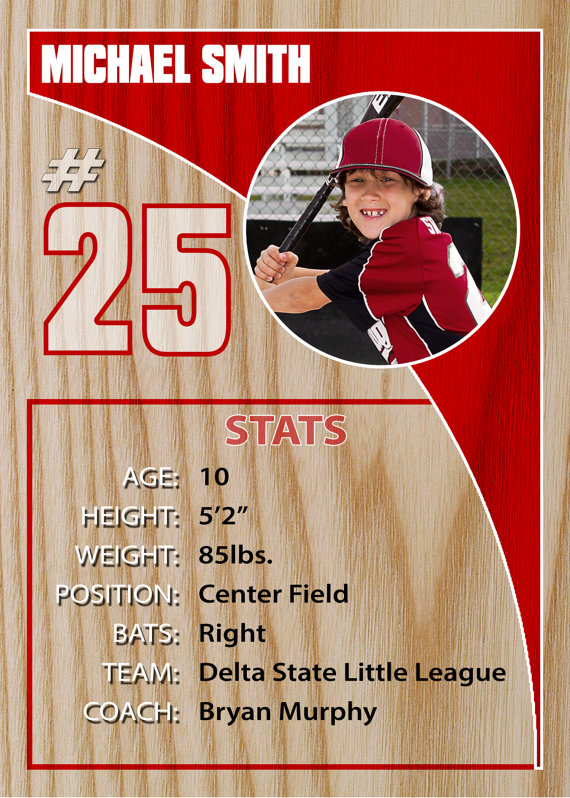 MICHAEL SMITH
#
25
STATS
AGE: 10
HEIGHT: 5’2”
WEIGHT: 85lbs.
POSITION: Center Field
BATS: Right
TEAM: Delta State Little League
COACH: Bryan Murphy